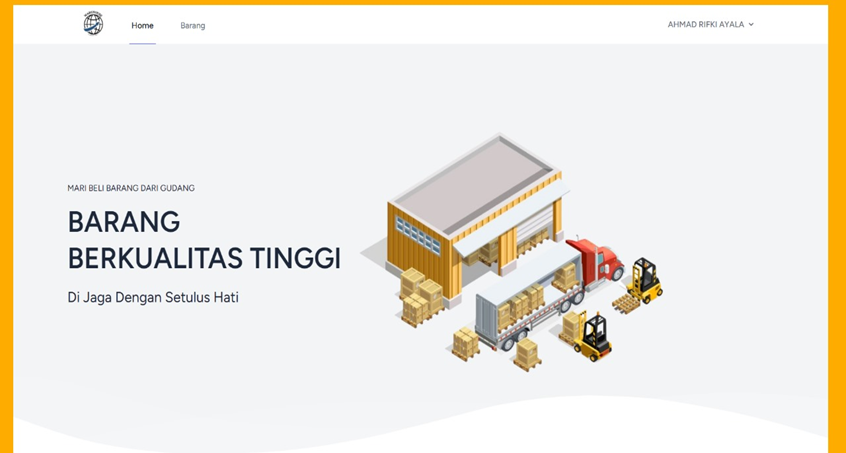 Home
Barang
AHMAD RIFKI AYALA
MARI BELI BARANG DARI GUDANG
BARANG
BERKUALITAS TINGGI
Di Jaga Dengan Setulus Hati